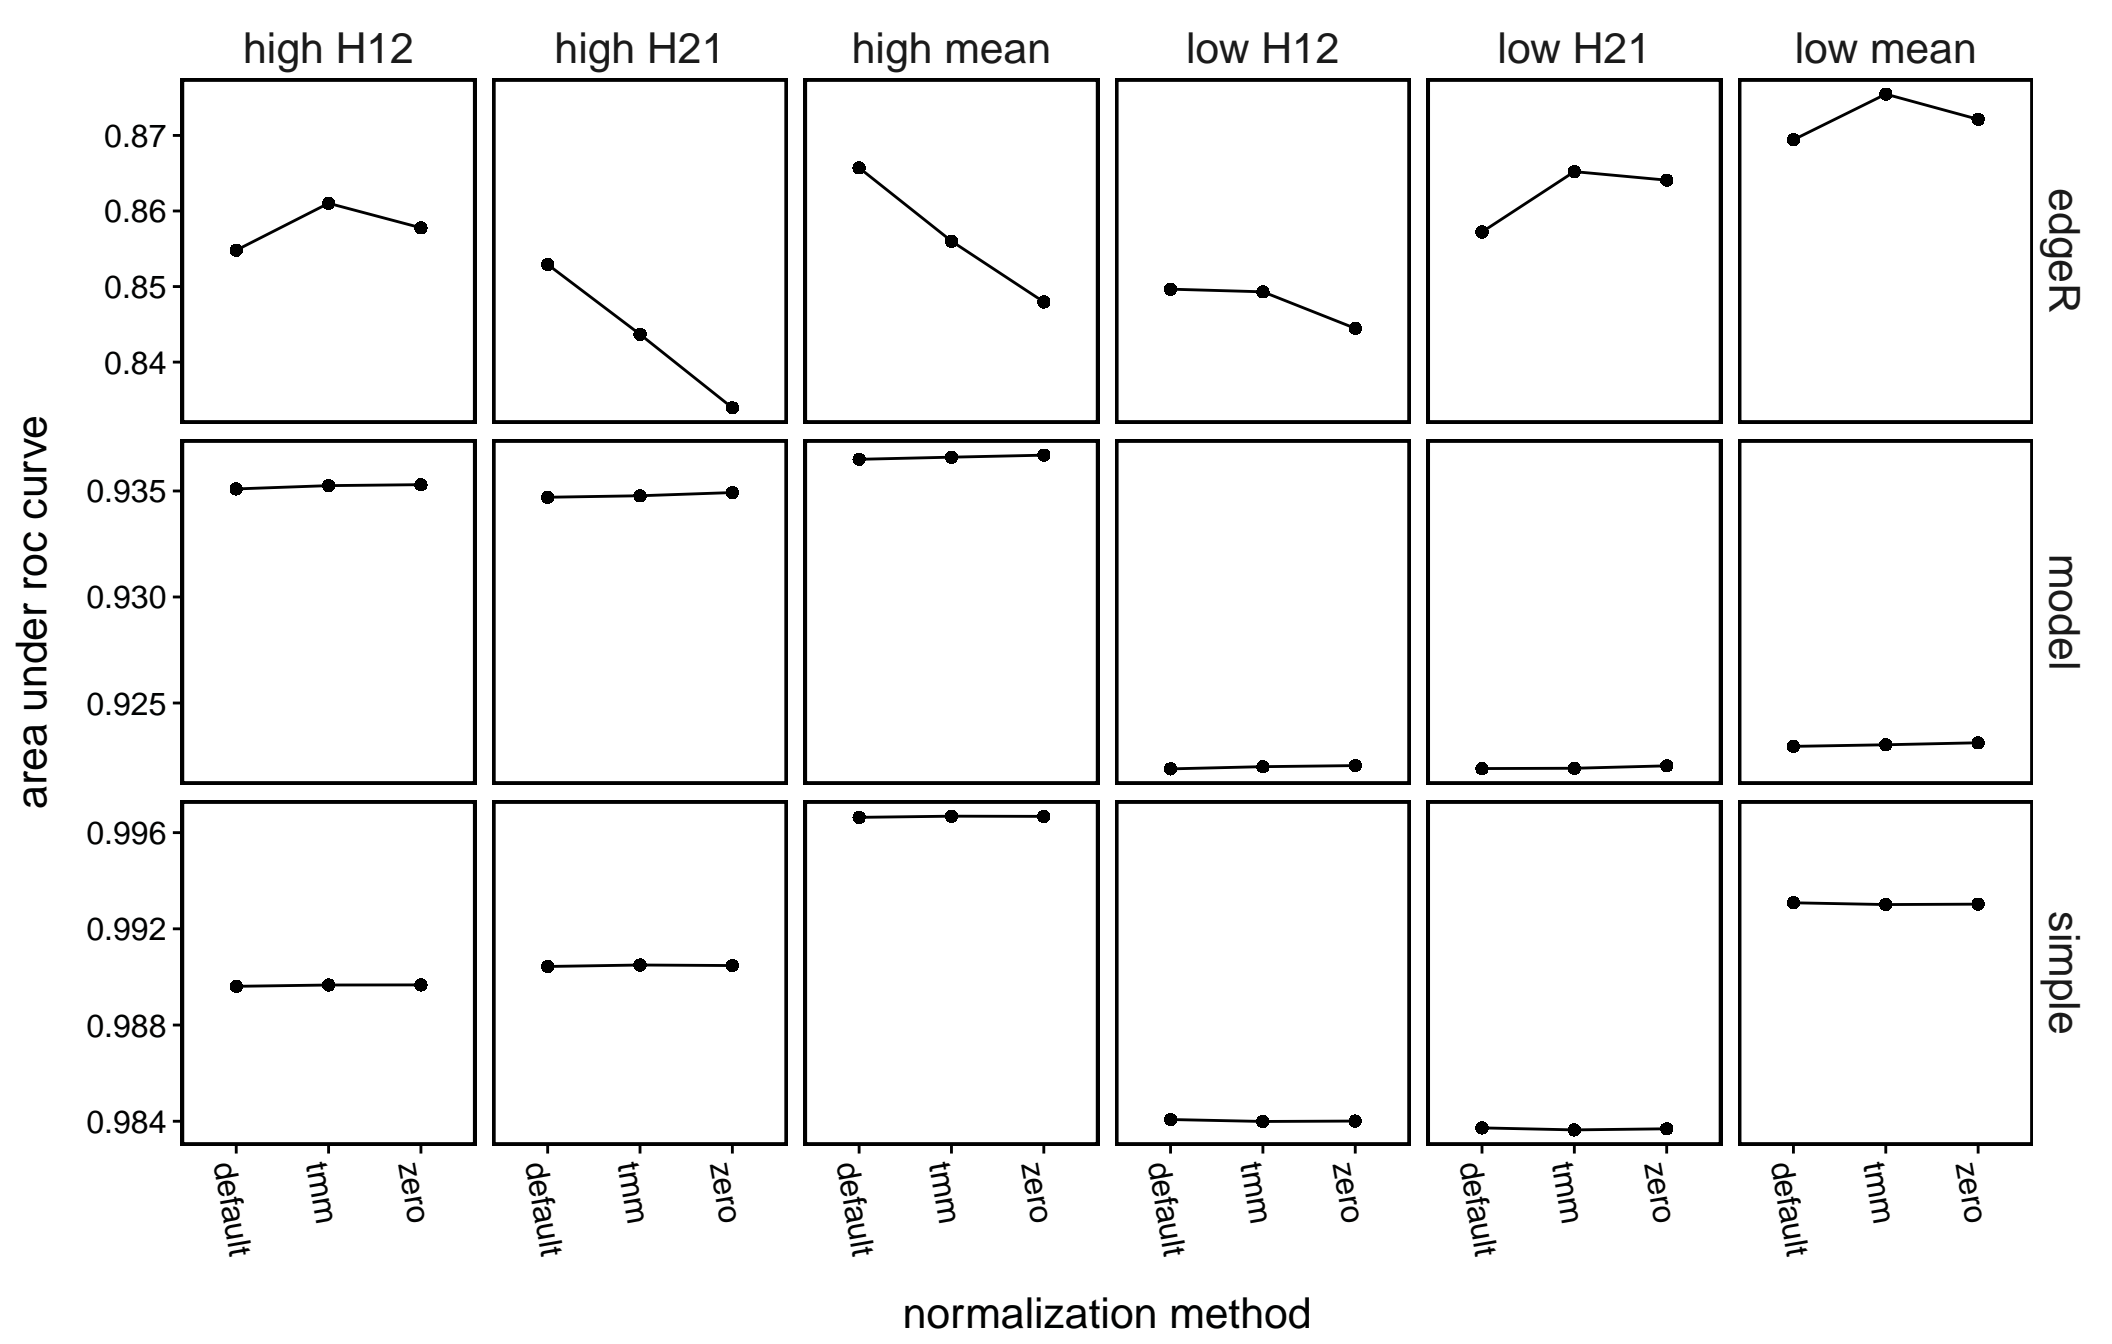 high H12
high H21
high mean
low H12
low H21
low mean
0.87
0.86
0.85
0.84
edgeR
0.935
0.930
0.925
model
0.996
0.992
0.988
0.984
simple
area under roc curve
default
tmm
zero
default
tmm
zero
default
tmm
zero
default
tmm
zero
default
tmm
zero
default
tmm
zero
normalization method